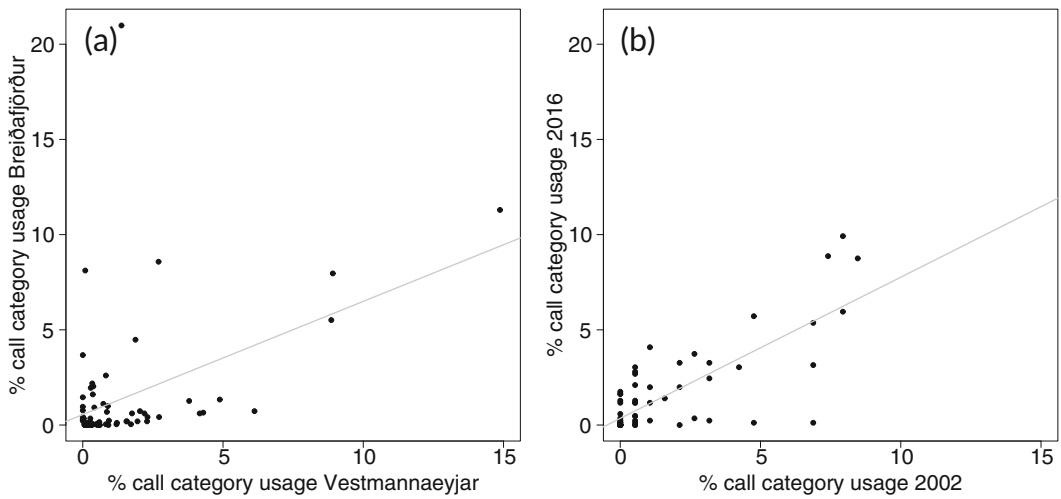 (a)
% call category usage Breiðafjörður
20
15
10
5
0
0 5 10 15
% call category usage Vestmannaeyjar
(b)
% call category usage 2016
20
15
10
5
0
0 5 10 15
% call category usage 2002